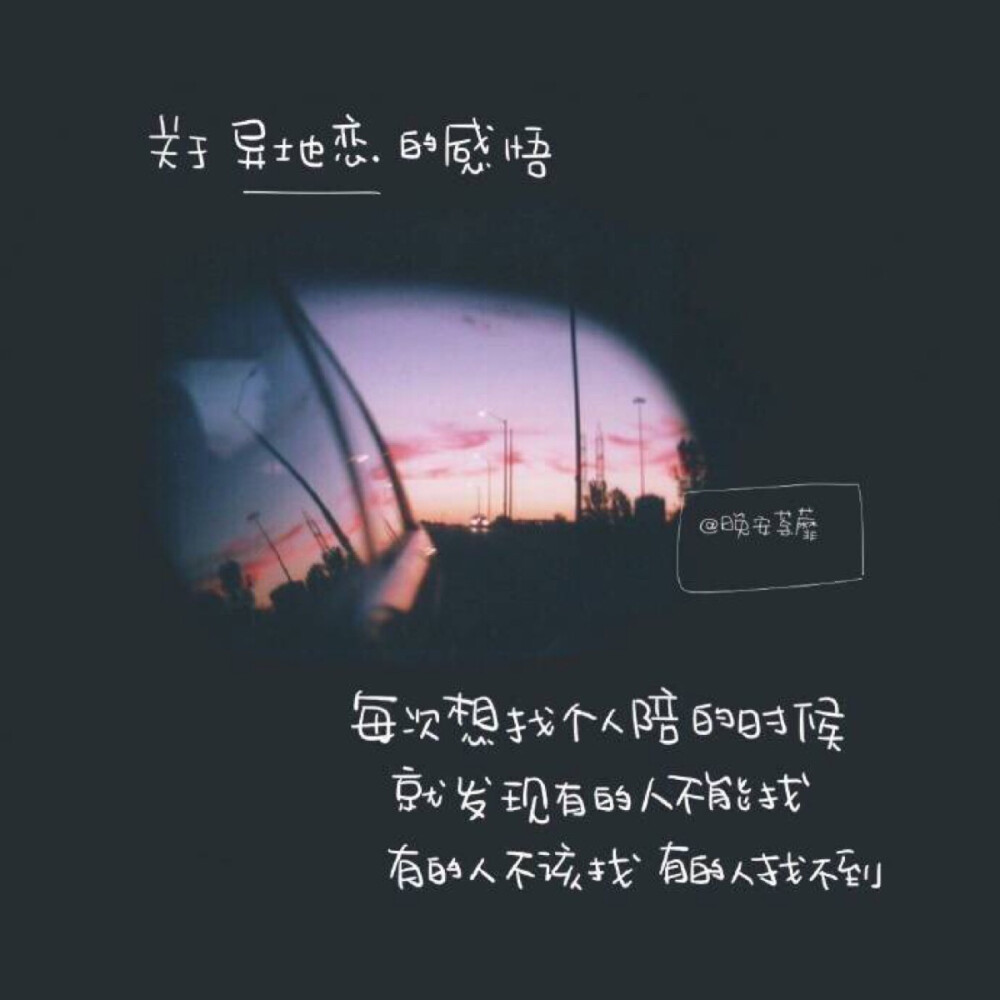 关于异地恋的感悟
@晚安荼蘼
每次想找个人陪的时候
就发现有的人不能找
有的人不该找 有的人找不到